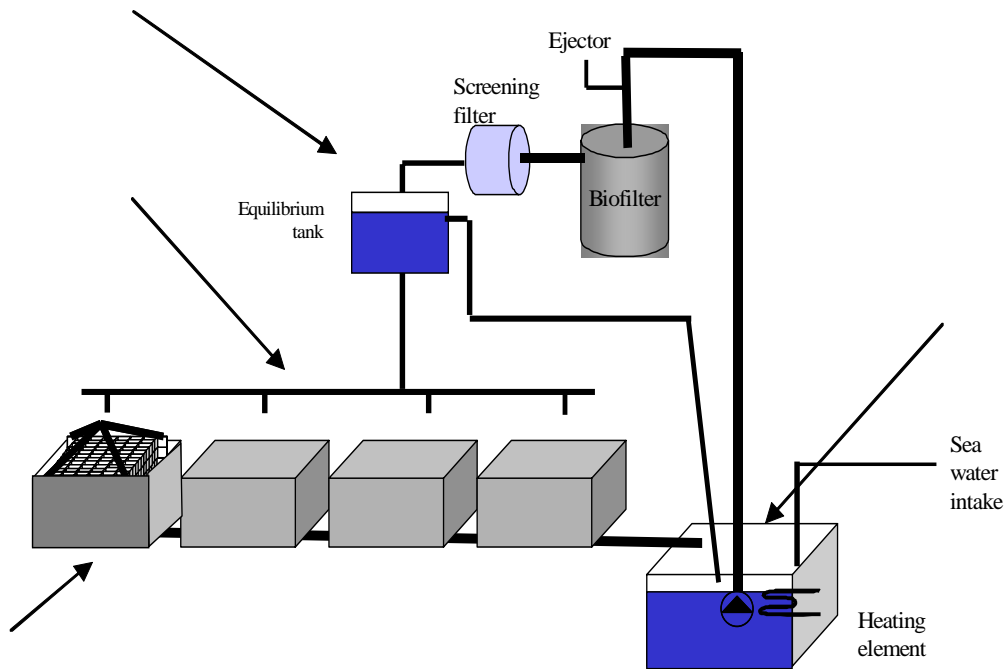 Ejector
Screening
filter
Biofilter
Equilibrium
tank
Sea
water
intake
Heating
element